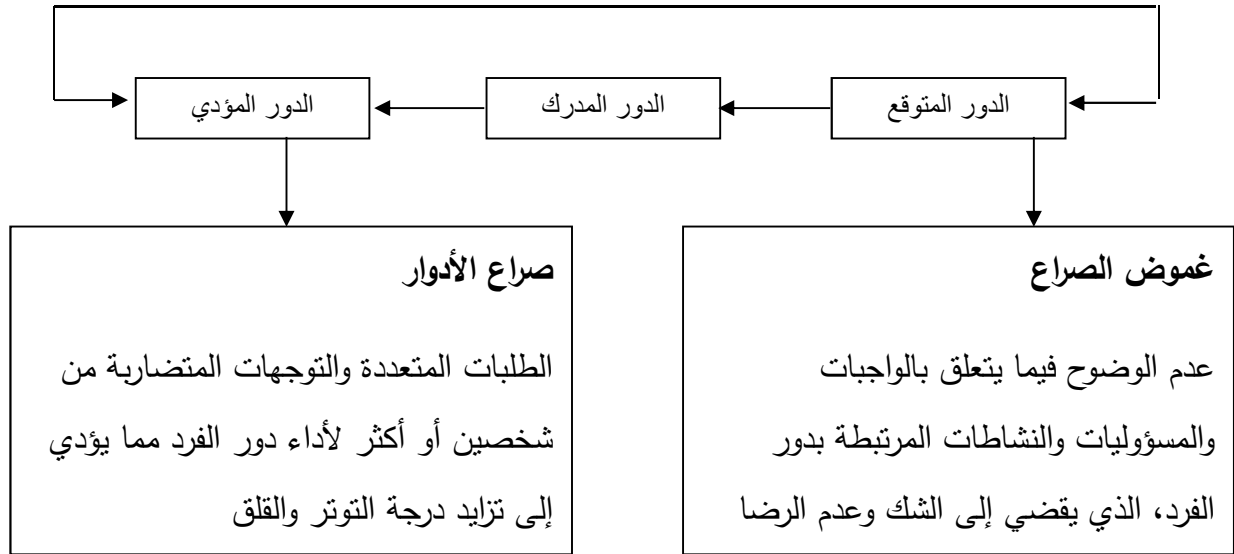 الدور المتوقع
الدور المدرك
الدور المؤدي
غموض الصراع
عدم الوضوح فيما يتعلق بالواجبات
والمسؤوليات والنشاطات المرتبطة بدور
الفرد، الذي يقضي إلى الشك وعدم الرضا
صراع الأدوار
الطلبات المتعددة والتوجهات المتضاربة من
شخصين أو أكثر لأداء دور الفرد مما يؤدي
إلى تزايد درجة التوتر والقلق